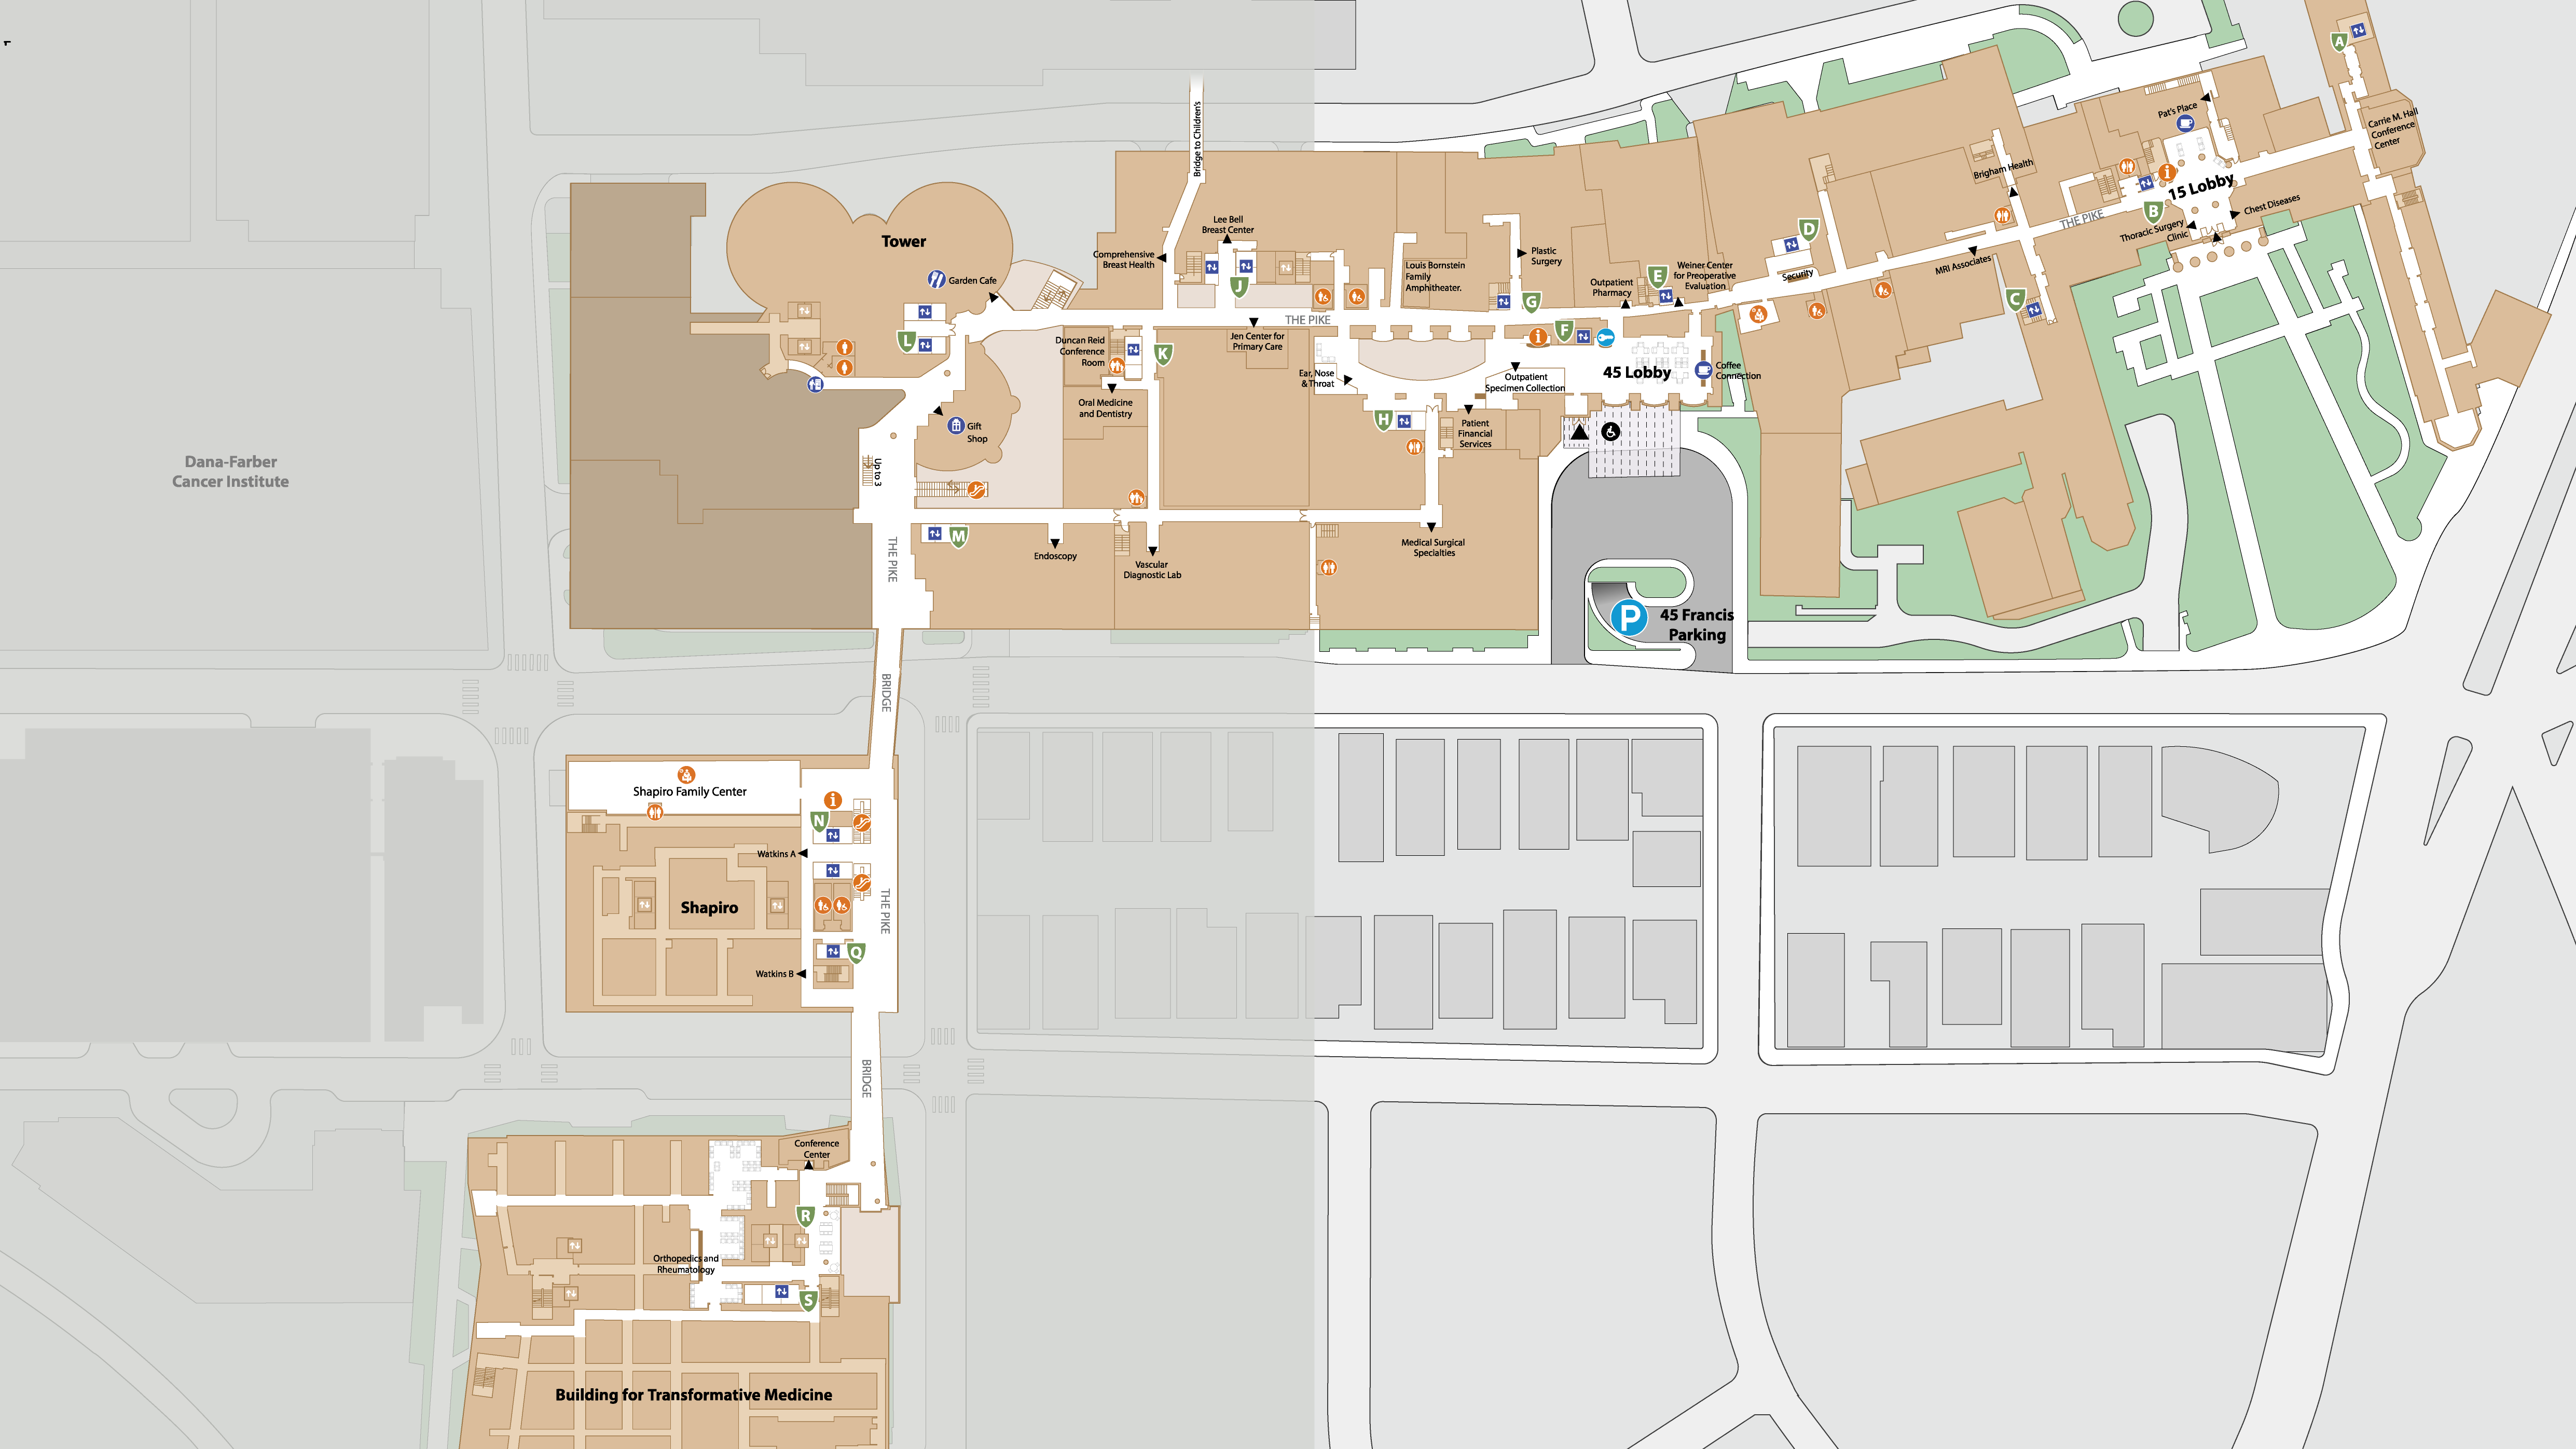 A
Carrie M. Hall
Conference
Center
Pat's Place
i
15 Lobby
B
THE PIKE
Chest Diseases
Thoracic Surgery
Clinic
Brigham Health
MRI Associates
C
D
Security
E
Weiner Center
for Preoperative
Evaluation
Outpatient
Pharmacy
F
i
G
Plastic
Surgery
Louis Bornstein
Family
Amphitheater.
45 Lobby
Coffee
Connection
Outpatient
Specimen Collection
Ear, Nose
& Throat
H
Patient
Financial
Services
Medical Surgical
Specialties
P
45 Francis
Parking
Bridge to Children's
Lee Bell
Breast Center
Comprehensive
Breast Health
J
THE PIKE
Jen Center for
Primary Care
Duncan Reid
Conference
Room
K
Oral Medicine
and Dentistry
Tower
Garden Cafe
L
Gift
Shop
Up to 3
M
Endoscopy
Vascular
Diagnostic Lab
THE PIKE
Dana-Farber
Cancer Institute
BRIDGE
Shapiro Family Center
i
N
Watkins A
Shapiro
THE PIKE
Q
Watkins B
BRIDGE
Conference
Center
R
Orthopedics and
Rheumatology
S
Building for Transformative Medicine